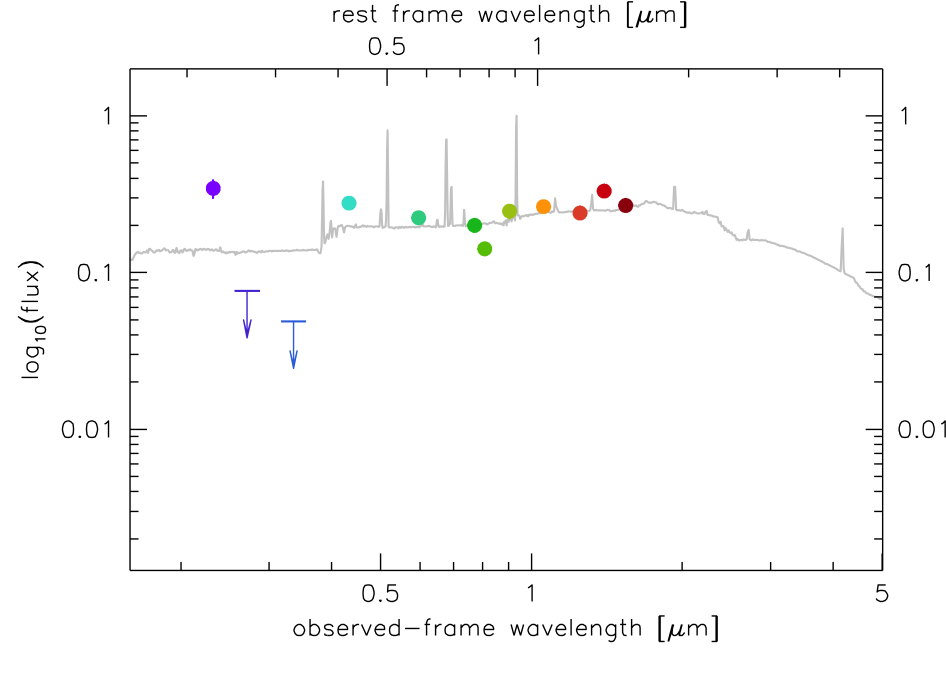 rest frame wavelength [μm]
0.5 1
1 1
0.1 0.1
0.01 0.01
log10(flux)
0.5 1 5
observed-frame wavelength [μm]